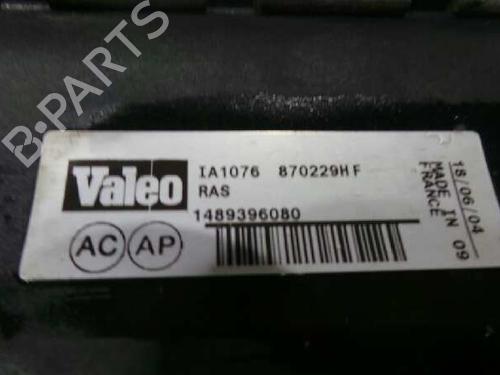 B-PARTS
Valeo
IA1076 870229HF
RAS
1489396080
AC AP
18/06/04
MADE IN 09
FRANCE